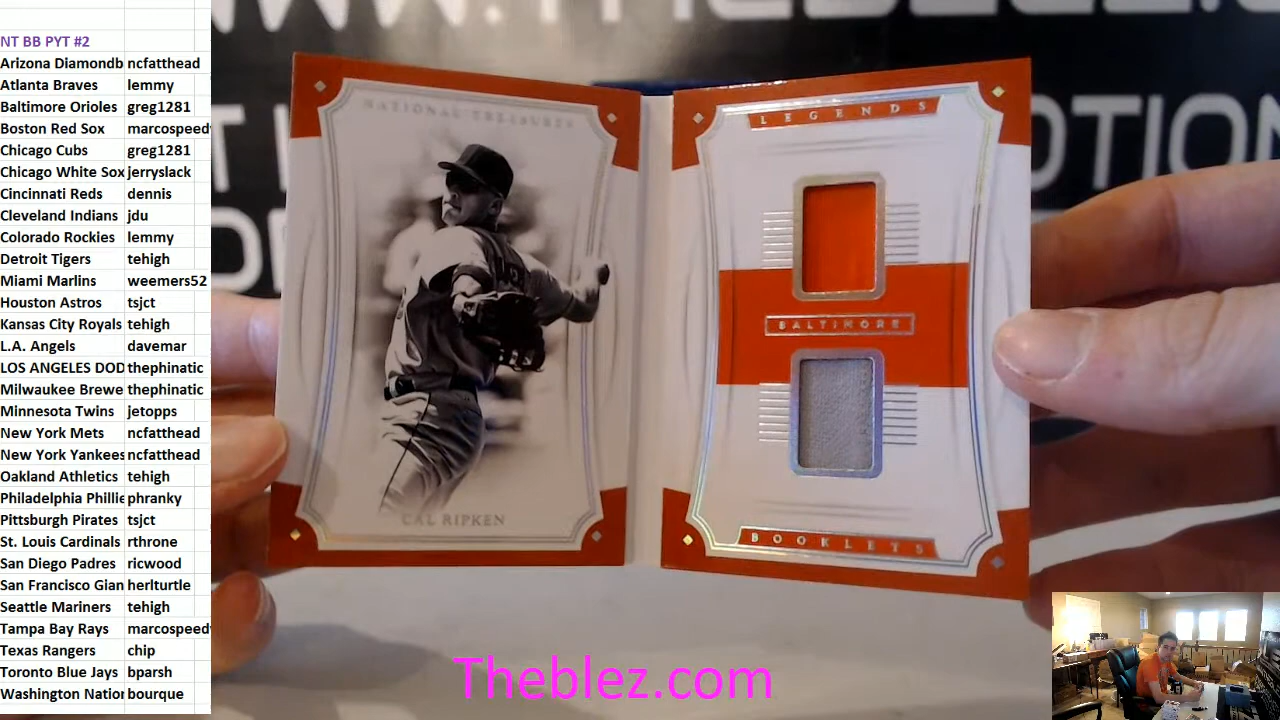 NT BB PYT #2
Arizona Diamondb ncfatthead
Atlanta Braves lemmy
Baltimore Orioles greg1281
Boston Red Sox marcospeed
Chicago Cubs greg1281
Chicago White Sox jerryslack
Cincinnati Reds dennis
Cleveland Indians jdu
Colorado Rockies lemmy
Detroit Tigers tehigh
Miami Marlins weemers52
Houston Astros tsjct
Kansas City Royals tehigh
L.A. Angels davemar
LOS ANGELES DOD thephinatic
Milwaukee Brewe thephinatic
Minnesota Twins jetopps
New York Mets ncfatthead
New York Yankees ncfatthead
Oakland Athletics tehigh
Philadelphia Phillie phranky
Pittsburgh Pirates tsjct
St. Louis Cardinals rthrone
San Diego Padres ricwood
San Francisco Gian herlturtle
Seattle Mariners tehigh
Tampa Bay Rays marcospeed
Texas Rangers chip
Toronto Blue Jays bparsh
Washington Nation bourque
NATIONAL TREASURES
CAL RIPKEN
LEGENDS
BALTIMORE
BOOKLETS
Theblez.com